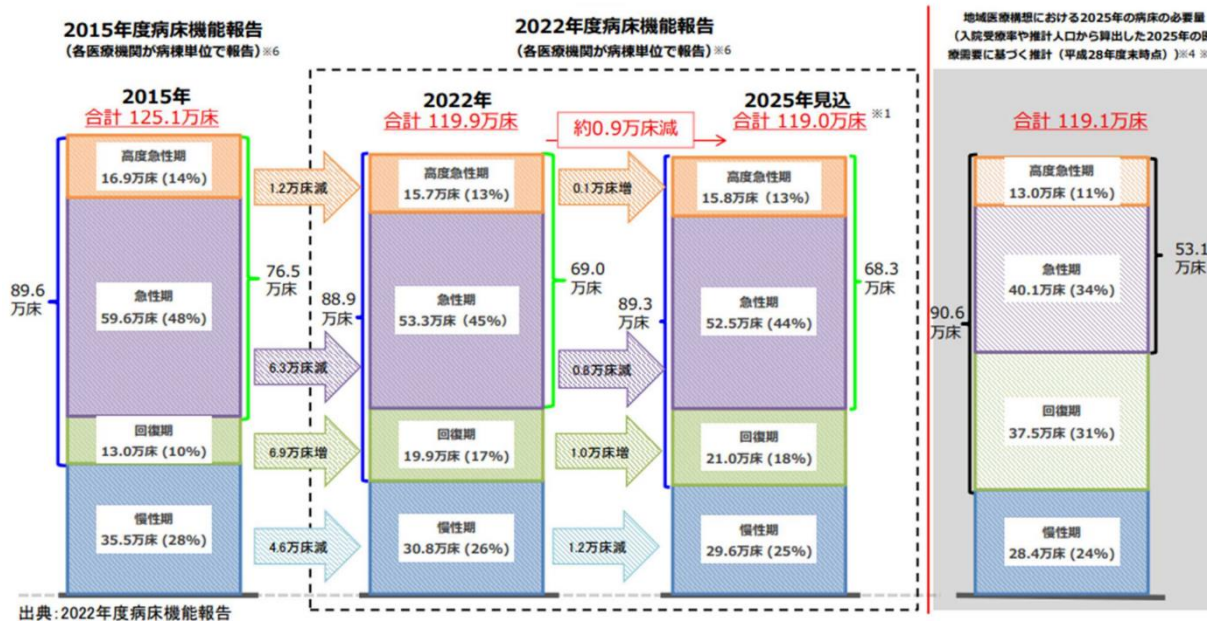 2015年度病床機能報告
(各医療機関が病棟単位で報告)※6
2015年
合計 125.1万床
高度急性期
16.9万床 (14%)
急性期
59.6万床 (48%)
回復期
13.0万床 (10%)
慢性期
35.5万床 (28%)
89.6
万床
76.5
万床
1.2万床減
6.3万床減
6.9万床増
4.6万床減
2022年度病床機能報告
(各医療機関が病棟単位で報告)※6
2022年
合計 119.9万床
高度急性期
15.7万床 (13%)
急性期
53.3万床 (45%)
回復期
19.9万床 (17%)
慢性期
30.8万床 (26%)
88.9
万床
69.0
万床
約0.9万床減
0.1万床増
0.8万床減
1.0万床増
1.2万床減
2025年見込
合計 119.0万床 ※1
高度急性期
15.8万床（13%）
急性期
52.5万床 (44%)
回復期
21.0万床 (18%)
慢性期
29.6万床 (25%)
89.3
万床
68.3
万床
地域医療構想における2025年の病床の必要量
（入院受療率や推計人口から算出した2025年の医
療需要に基づく推計（平成28年度末時点））※4 ※
合計 119.1万床
高度急性期
13.0万床 (11%)
急性期
40.1万床 (34%)
回復期
37.5万床 (31%)
慢性期
28.4万床 (24%)
90.6
万床
53.1
万床
出典：2022年度病床機能報告